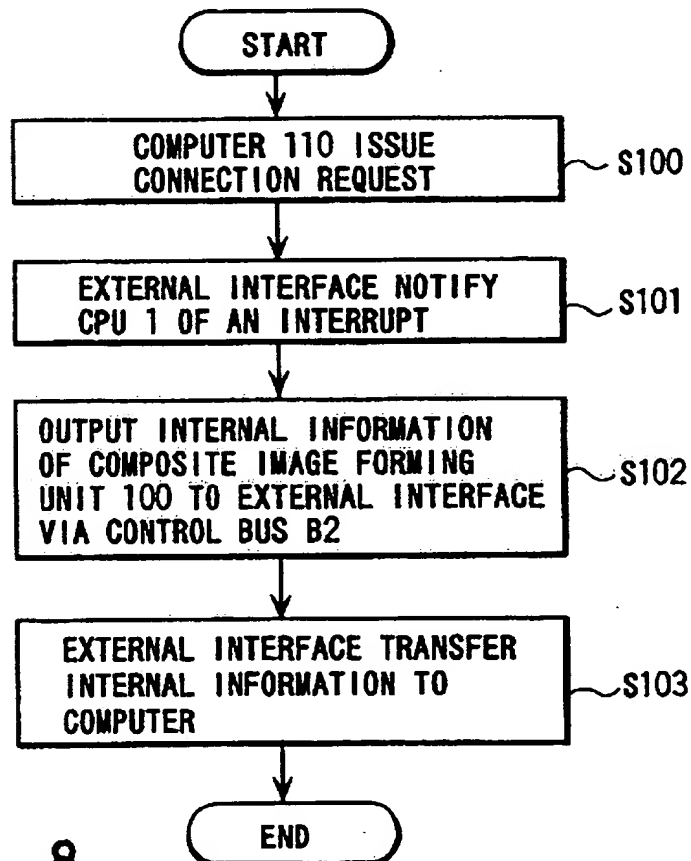 START
COMPUTER 110 ISSUE
CONNECTION REQUEST
S100
EXTERNAL INTERFACE NOTIFY
CPU 1 OF AN INTERRUPT
S101
OUTPUT INTERNAL INFORMATION
OF COMPOSITE IMAGE FORMING
UNIT 100 TO EXTERNAL INTERFACE
VIA CONTROL BUS B2
S102
EXTERNAL INTERFACE TRANSFER
INTERNAL INFORMATION TO
COMPUTER
S103
END